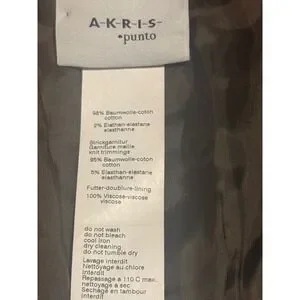 A-K-R-I-S-
•punto
98% Baumwolle-coton
cotton
2% Elasthan-elastane
elasthanne
Strickgarnitur
Garniture maille
knit trimmings
95% Baumwolle-coton
cotton
5% Elasthan-elastane
elasthanne
Futter-doublure-lining
100% Viscose-viscose
viscose
do not wash
do not bleach
cool iron
dry cleaning
do not tumble dry
Lavage interdit
Nettoyage au chlore
interdit
Repassage a 110 C max.
nettoyage a sec
Sechage en tambour
interdit